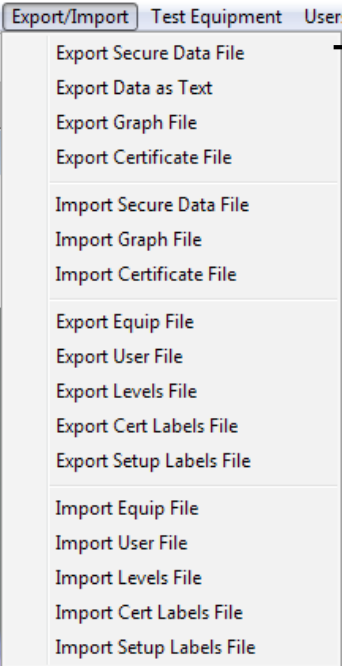 Export/Import Test Equipment User
Export Secure Data File
Export Data as Text
Export Graph File
Export Certificate File
Import Secure Data File
Import Graph File
Import Certificate File
Export Equip File
Export User File
Export Levels File
Export Cert Labels File
Export Setup Labels File
Import Equip File
Import User File
Import Levels File
Import Cert Labels File
Import Setup Labels File